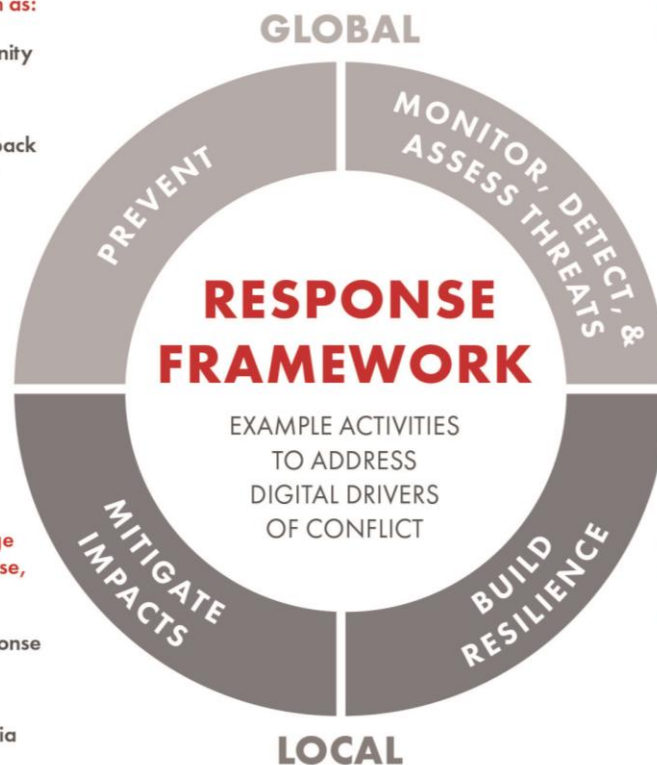 as:
nity
back
GLOBAL
PREVENT
MONITOR, DETECT, &
ASSESS THREATS
RESPONSE
FRAMEWORK
EXAMPLE ACTIVITIES
TO ADDRESS
DIGITAL DRIVERS
OF CONFLICT
ge
se,
onse
ia
MITIGATE
IMPACTS
BUILD
RESILIENCE
LOCAL